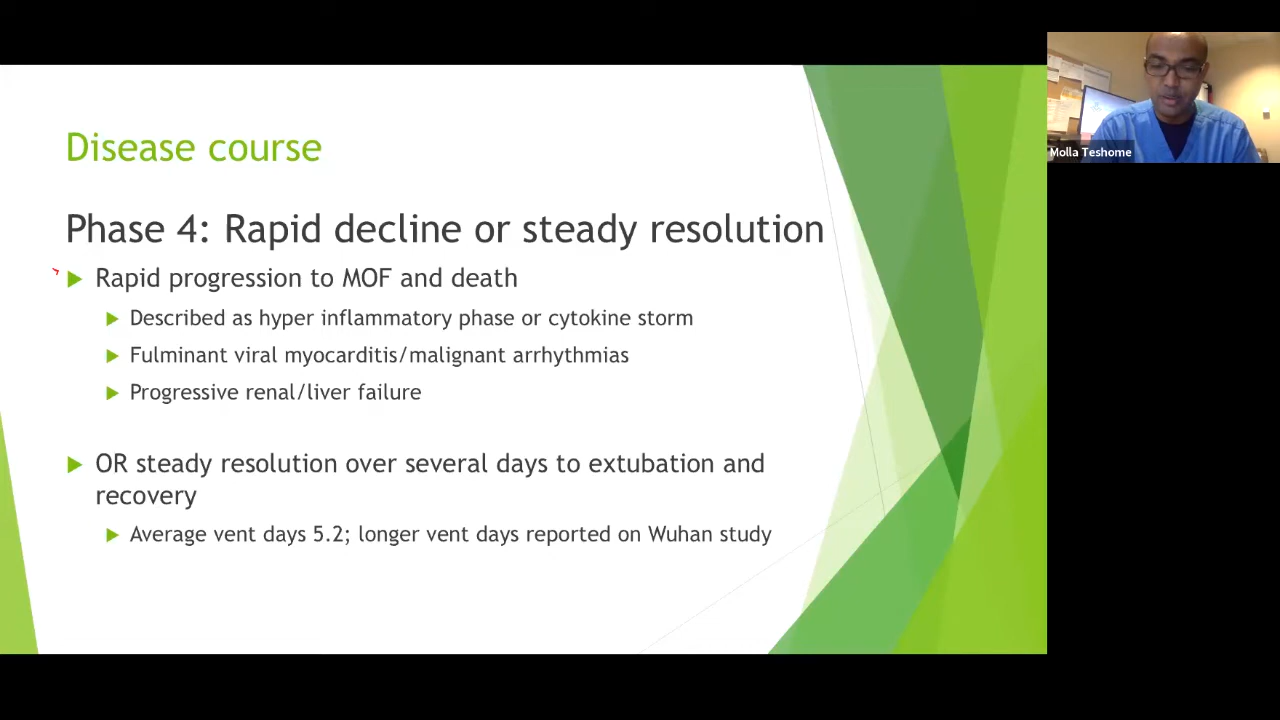 Disease course
Phase 4: Rapid decline or steady resolution
Rapid progression to MOF and death
Described as hyper inflammatory phase or cytokine storm
Fulminant viral myocarditis/malignant arrhythmias
Progressive renal/liver failure
OR steady resolution over several days to extubation and
recovery
Average vent days 5.2; longer vent days reported on Wuhan study
Molla Teshome